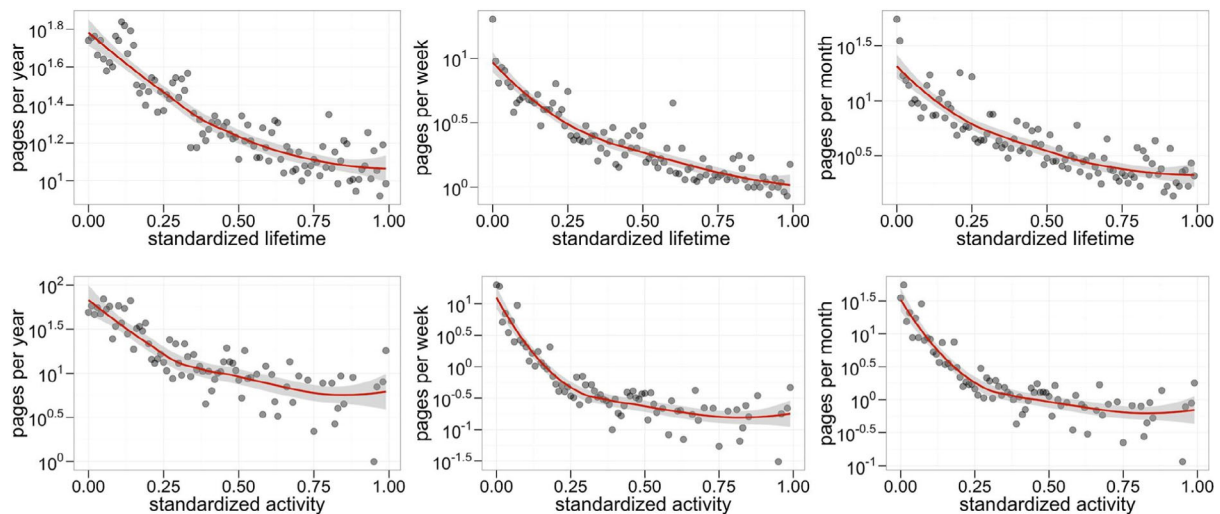 pages per year
10^1.8
10^1.6
10^1.4
10^1.2
10^1
0.00 0.25 0.50 0.75 1.00
standardized lifetime
pages per week
10^1
10^0.5
10^0
0.00 0.25 0.50 0.75 1.00
standardized lifetime
pages per month
10^1.5
10^1
10^0.5
0.00 0.25 0.50 0.75 1.00
standardized lifetime
pages per year
10^2
10^1.5
10^1
10^0.5
10^0
0.00 0.25 0.50 0.75 1.00
standardized activity
pages per week
10^1
10^0.5
10^0
10^-0.5
10^-1
10^-1.5
0.00 0.25 0.50 0.75 1.00
standardized activity
pages per month
10^1.5
10^1
10^0.5
10^0
10^-0.5
10^-1
0.00 0.25 0.50 0.75 1.00
standardized activity